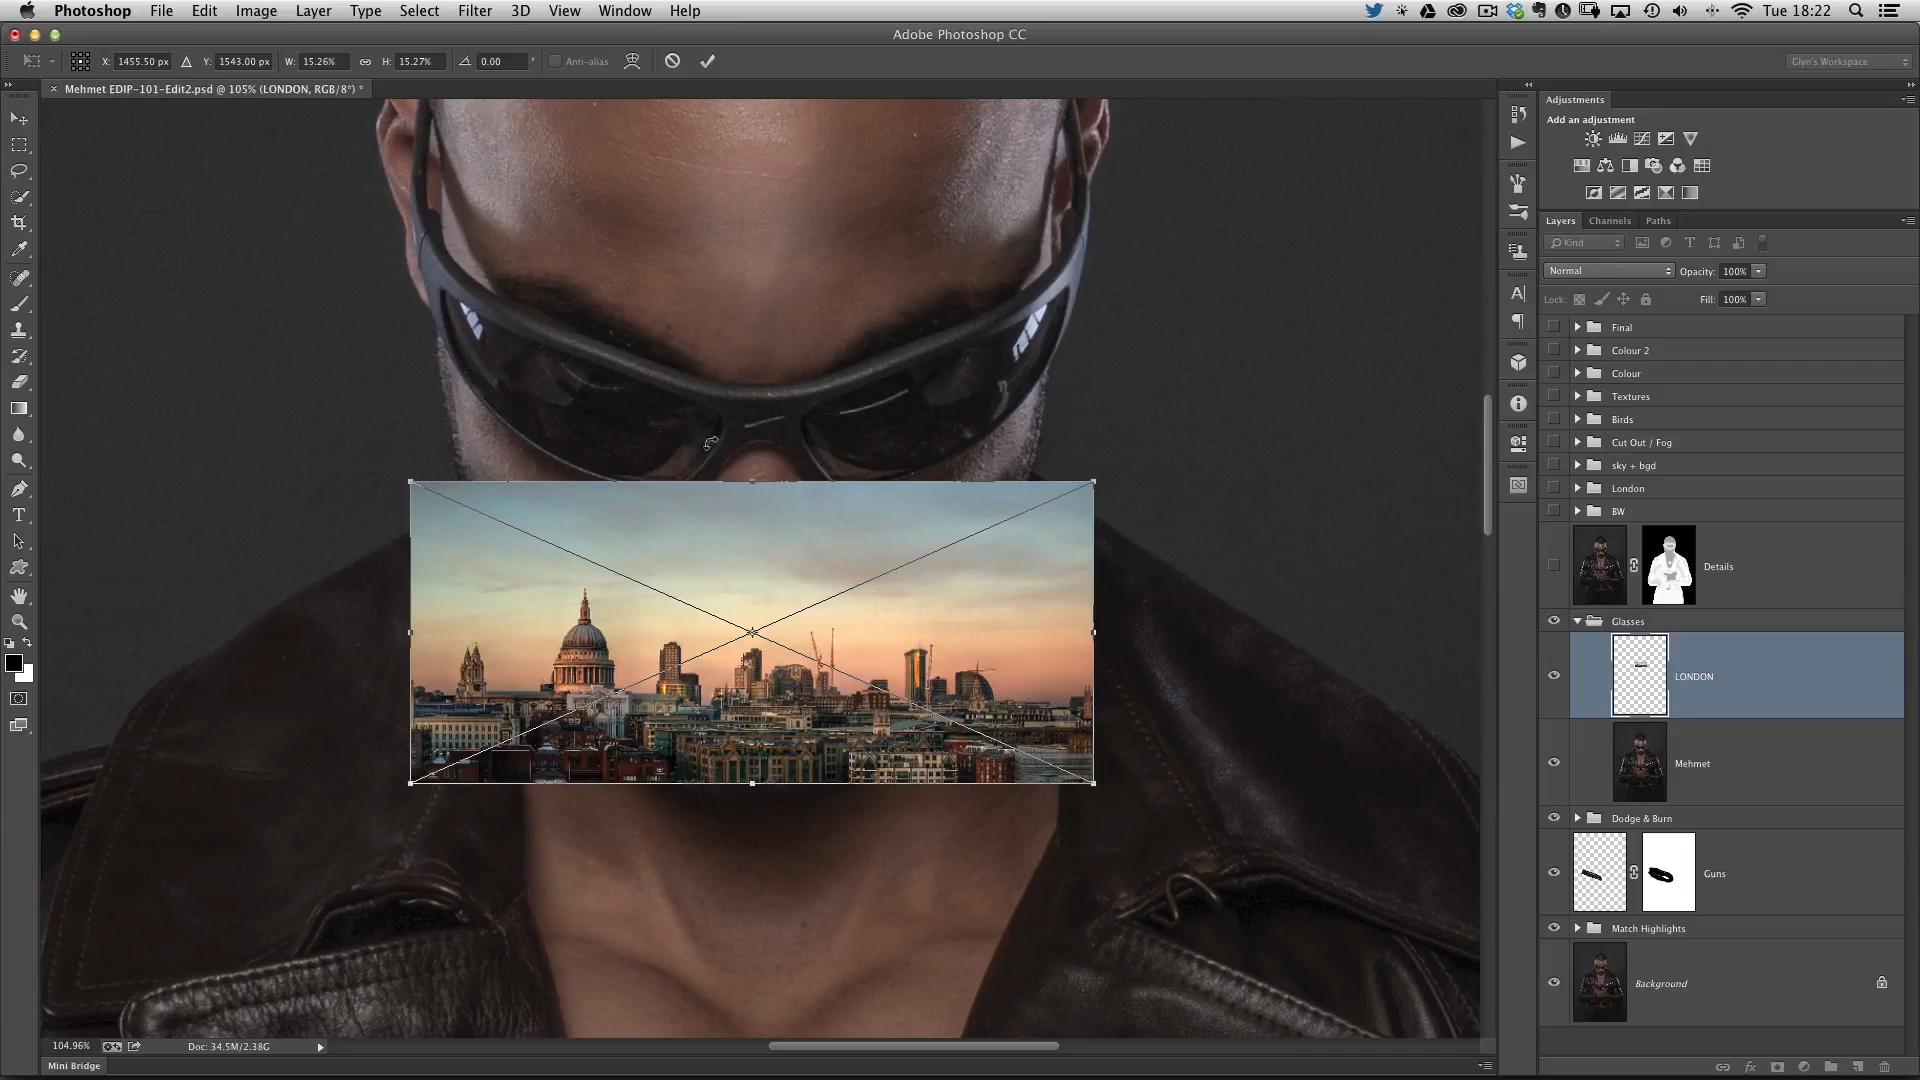 Photoshop File Edit Image Layer Type Select Filter 3D View Window Help Tue 18:22
Adobe Photoshop CC
X: 1455.50 px Y: 1543.00 px W: 15.26% H: 15.27% 0.00 ° Anti-alias Glyn's Workspace
× Mehmet EDIP-101-Edit2.psd @ 105% (LONDON, RGB/8*) *
Adjustments
Add an adjustment
Layers Channels Paths
Kind
Normal Opacity: 100%
Lock: Fill: 100%
Final
Colour 2
Colour
Textures
Birds
Cut Out / Fog
sky + bgd
London
BW
Details
Glasses
LONDON
Mehmet
Dodge & Burn
Guns
Match Highlights
Background
104.96% Doc: 34.5M/2.38G
Mini Bridge